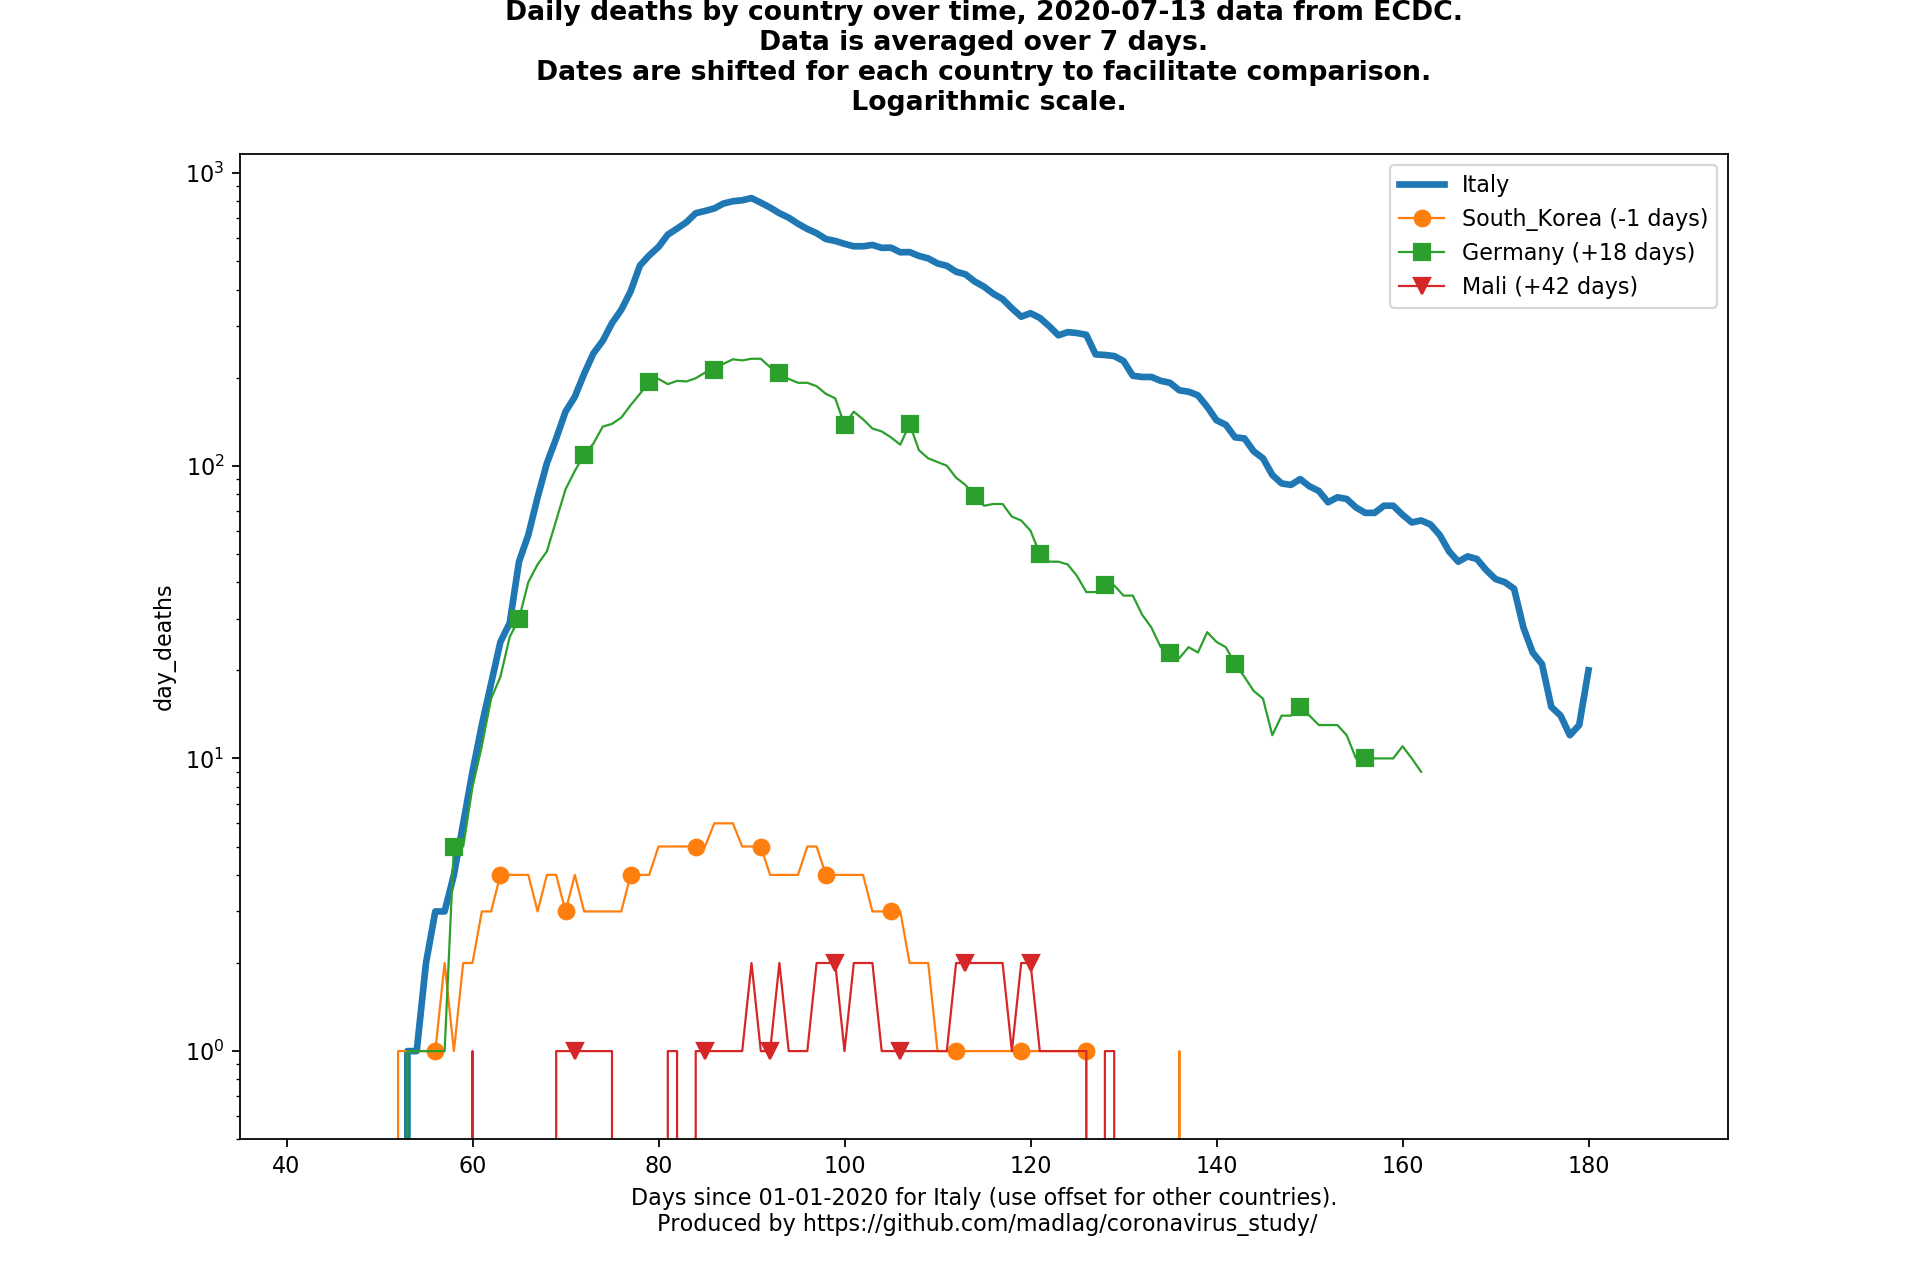 Daily deaths by country over time, 2020-07-13 data from ECDC.
Data is averaged over 7 days.
Dates are shifted for each country to facilitate comparison.
Logarithmic scale.
10³
10²
10¹
10⁰
day_deaths
Italy
South_Korea (-1 days)
Germany (+18 days)
Mali (+42 days)
40 60 80 100 120 140 160 180
Days since 01-01-2020 for Italy (use offset for other countries).
Produced by https://github.com/madlag/coronavirus_study/